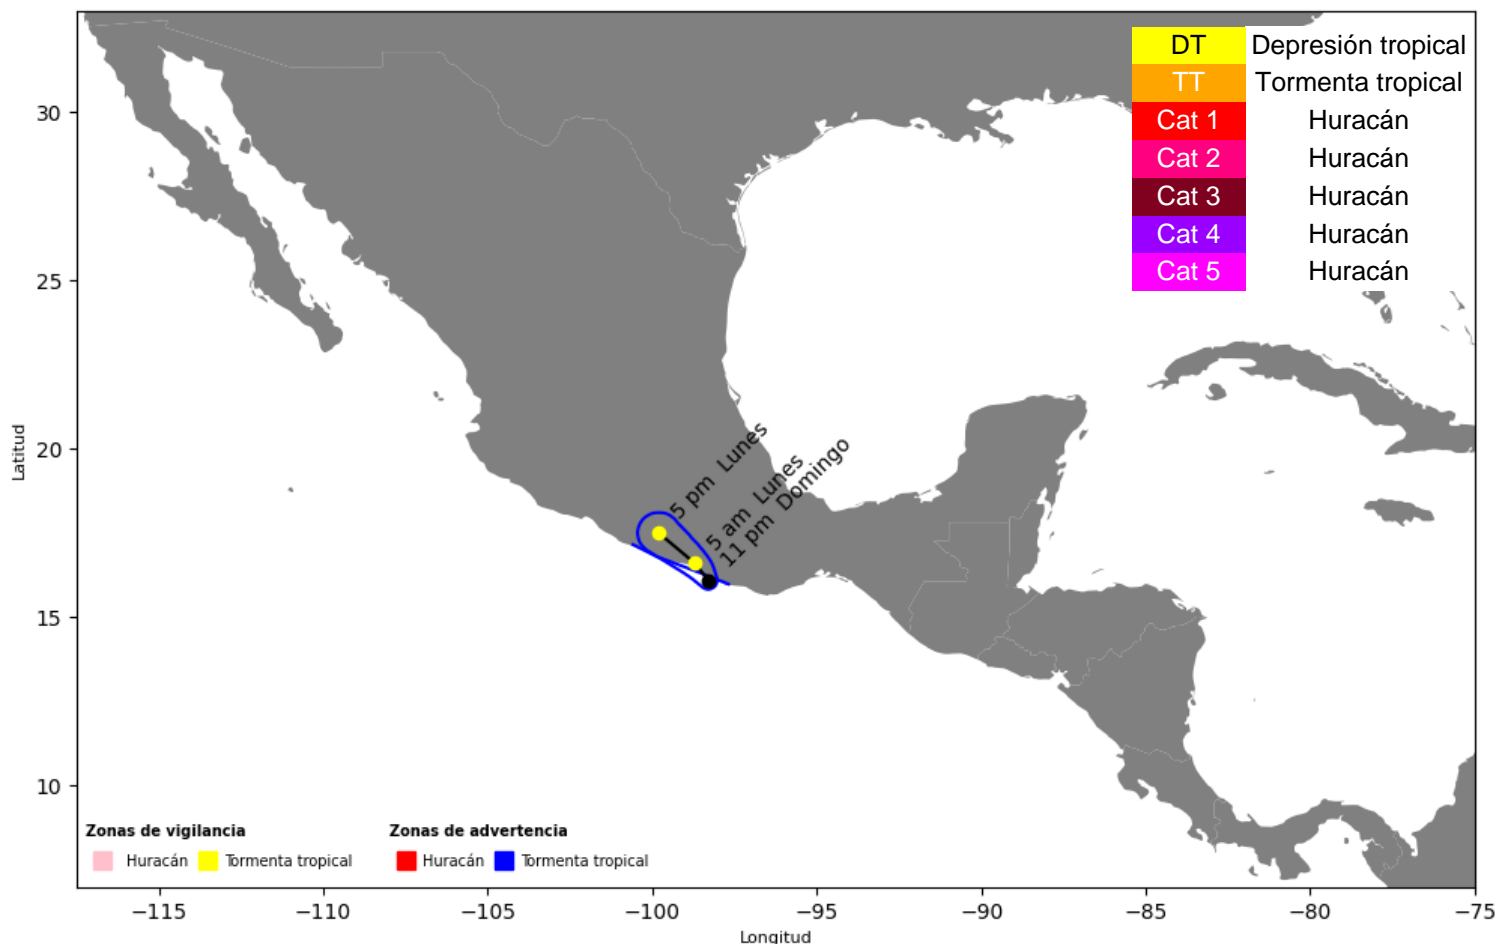 DT Depresión tropical
TT Tormenta tropical
Cat 1 Huracán
Cat 2 Huracán
Cat 3 Huracán
Cat 4 Huracán
Cat 5 Huracán
30
25
20
15
10
Latitud
5 pm Lunes
5 am Lunes
11 pm Domingo
Zonas de vigilancia
Huracán Tormenta tropical
Zonas de advertencia
Huracán Tormenta tropical
−115 −110 −105 −100 −95 −90 −85 −80 −75
Longitud